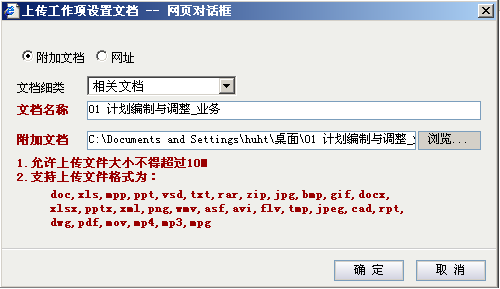 上传工作项设置文档 -- 网页对话框
附加文档 网址
文档细类 相关文档
文档名称 01 计划编制与调整_业务
附加文档 C:\Documents and Settings\huht\桌面\01 计划编制与调整_ 浏览...
1.允许上传文件大小不得超过10M
2.支持上传文件格式为:
doc,xls,mpp,ppt,vsd,txt,rar,zip,jpg,bmp,gif,docx,
xlsx,pptx,xml,png,wmv,asf,avi,flv,tmp,jpeg,cad,rpt,
dwg,pdf,mov,mp4,mp3,mpg
确 定 取 消